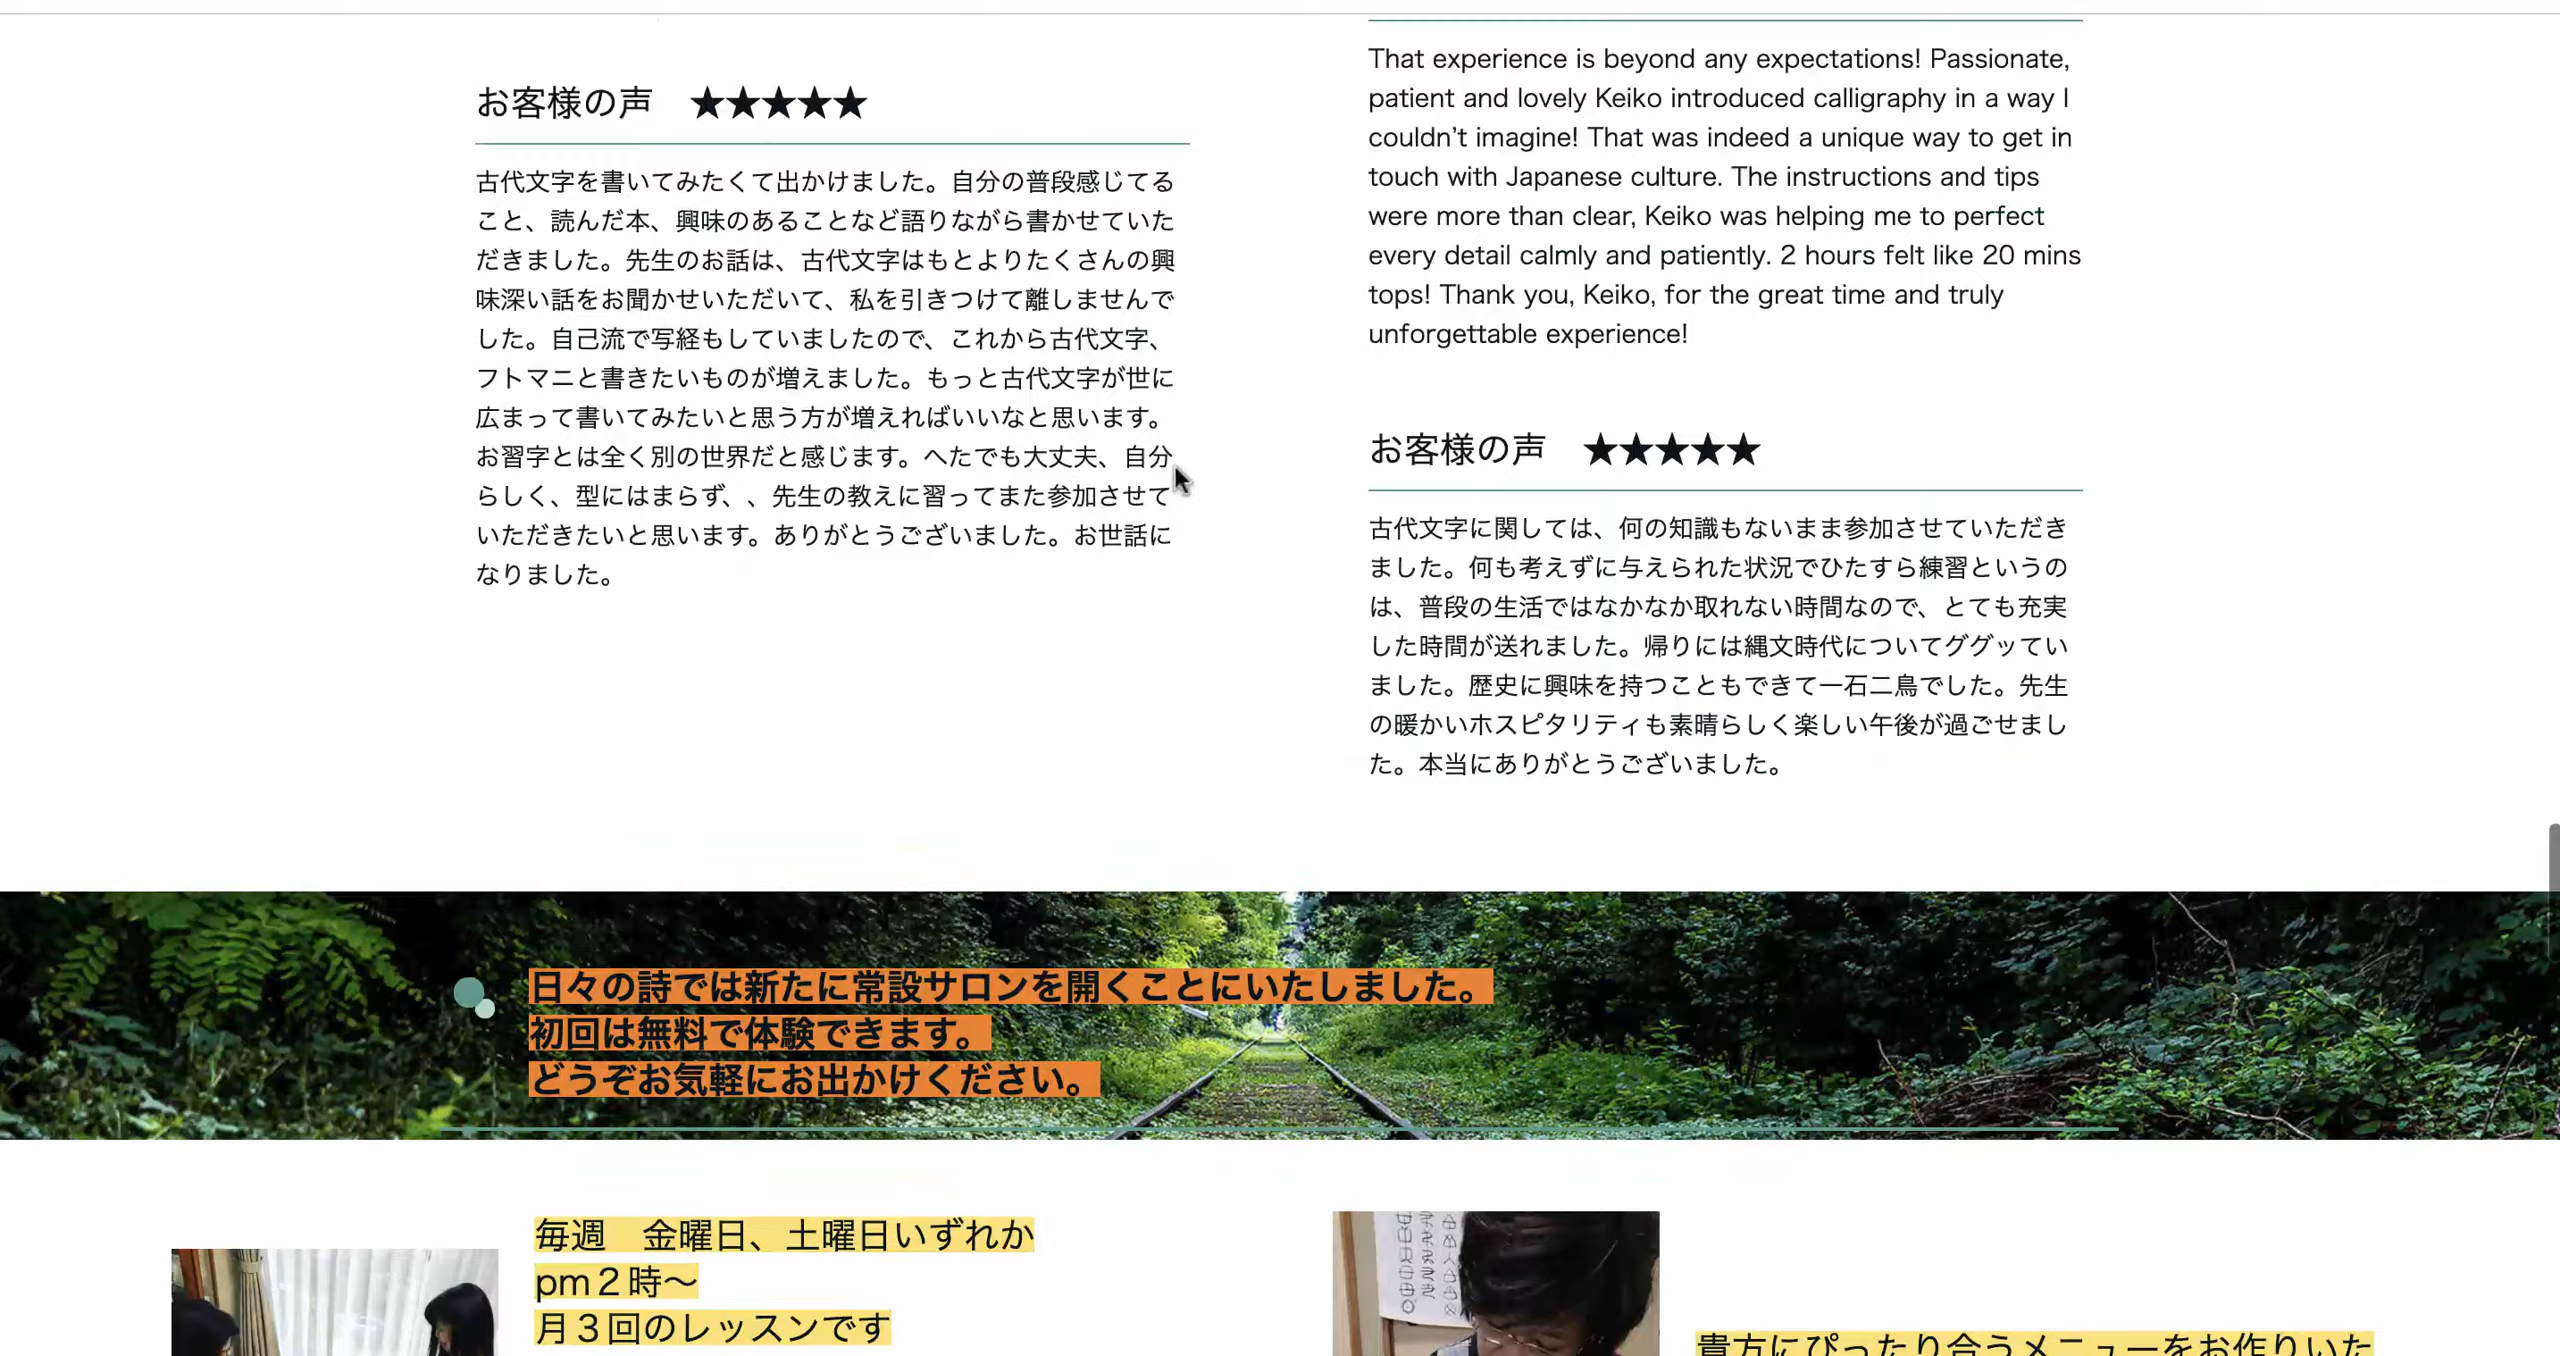 お客様の声　★★★★★
古代文字を書いてみたくて出かけました。自分の普段感じてる
こと、読んだ本、興味のあることなど語りながら書かせていた
だきました。先生のお話は、古代文字はもとよりたくさんの興
味深い話をお聞かせいただいて、私を引きつけて離しませんで
した。自己流で写経もしていましたので、これから古代文字、
フトマニと書きたいものが増えました。もっと古代文字が世に
広まって書いてみたいと思う方が増えればいいなと思います。
お習字とは全く別の世界だと感じます。へたでも大丈夫、自分
らしく、型にはまらず、、先生の教えに習ってまた参加させて
いただきたいと思います。ありがとうございました。お世話に
なりました。
That experience is beyond any expectations! Passionate,
patient and lovely Keiko introduced calligraphy in a way I
couldn’t imagine! That was indeed a unique way to get in
touch with Japanese culture. The instructions and tips
were more than clear, Keiko was helping me to perfect
every detail calmly and patiently. 2 hours felt like 20 mins
tops! Thank you, Keiko, for the great time and truly
unforgettable experience!
お客様の声　★★★★★
古代文字に関しては、何の知識もないまま参加させていただき
ました。何も考えずに与えられた状況でひたすら練習というの
は、普段の生活ではなかなか取れない時間なので、とても充実
した時間が送れました。帰りには縄文時代についてググッてい
ました。歴史に興味を持つこともできて一石二鳥でした。先生
の暖かいホスピタリティも素晴らしく楽しい午後が過ごせまし
た。本当にありがとうございました。
日々の詩では新たに常設サロンを開くことにいたしました。
初回は無料で体験できます。
どうぞお気軽にお出かけください。
毎週　金曜日、土曜日いずれか
pm２時〜
月３回のレッスンです
貴方にぴったり合うメニューをお作りいた